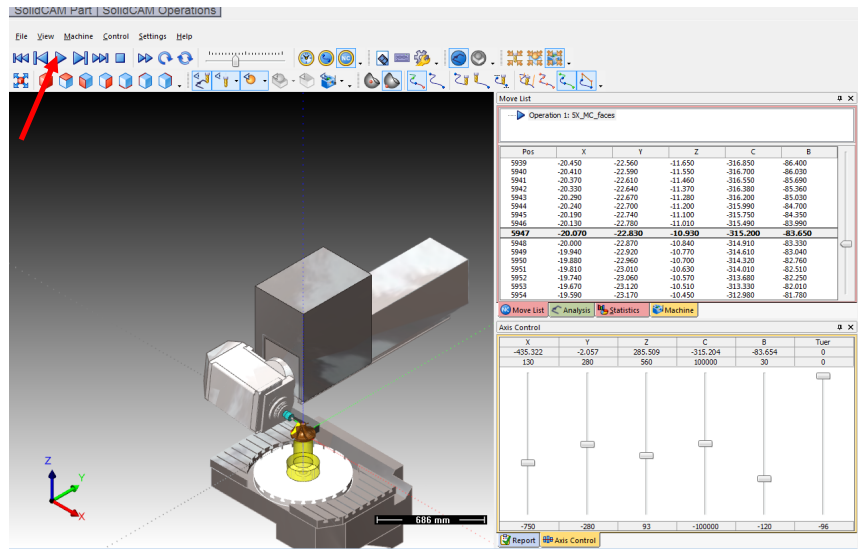 SolidCAM Part | SolidCAM Operations
File View Machine Control Settings Help
NC
Move List
Operation 1: 5X_MC_faces
Pos X Y Z C B
5939 -20.450 -22.560 -11.650 -316.850 -86.400
5940 -20.410 -22.590 -11.550 -316.700 -86.030
5941 -20.370 -22.610 -11.460 -316.550 -85.690
5942 -20.330 -22.640 -11.370 -316.380 -85.360
5943 -20.290 -22.670 -11.280 -316.200 -85.030
5944 -20.240 -22.700 -11.200 -315.990 -84.700
5945 -20.190 -22.740 -11.100 -315.750 -84.350
5946 -20.130 -22.780 -11.010 -315.490 -83.990
5947 -20.070 -22.830 -10.930 -315.200 -83.650
5948 -20.000 -22.870 -10.840 -314.910 -83.330
5949 -19.940 -22.920 -10.770 -314.610 -83.040
5950 -19.880 -22.960 -10.700 -314.320 -82.760
5951 -19.810 -23.010 -10.630 -314.010 -82.510
5952 -19.740 -23.060 -10.570 -313.680 -82.250
5953 -19.670 -23.120 -10.510 -313.330 -82.010
5954 -19.590 -23.170 -10.450 -312.980 -81.780
Move List Analysis Statistics Machine
Axis Control
X Y Z C B Tuer
-435.322 -2.057 285.509 -315.204 -83.654 0
130 280 560 100000 30 0
-750 -280 93 -100000 -120 -96
Report Axis Control
Z
Y
X
686 mm